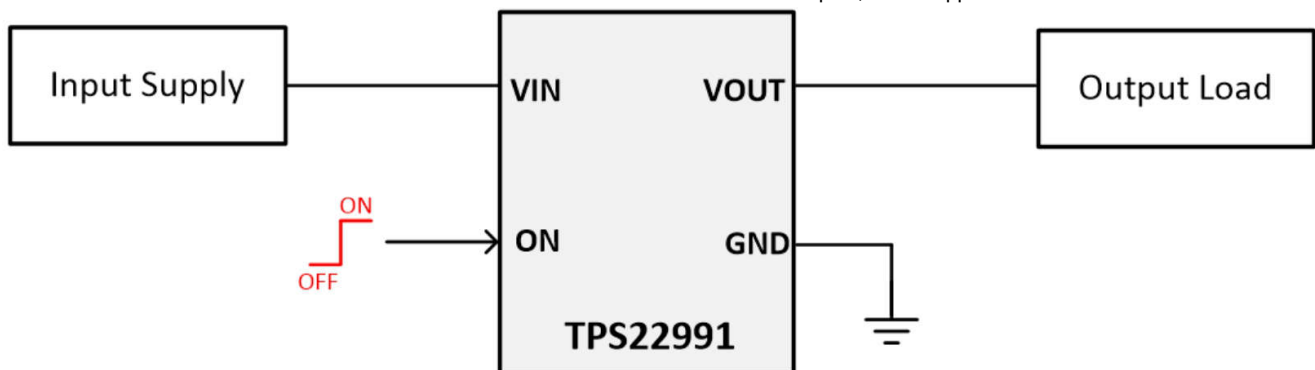 Input Supply
VIN
VOUT
Output Load
ON
OFF
ON
GND
TPS22991